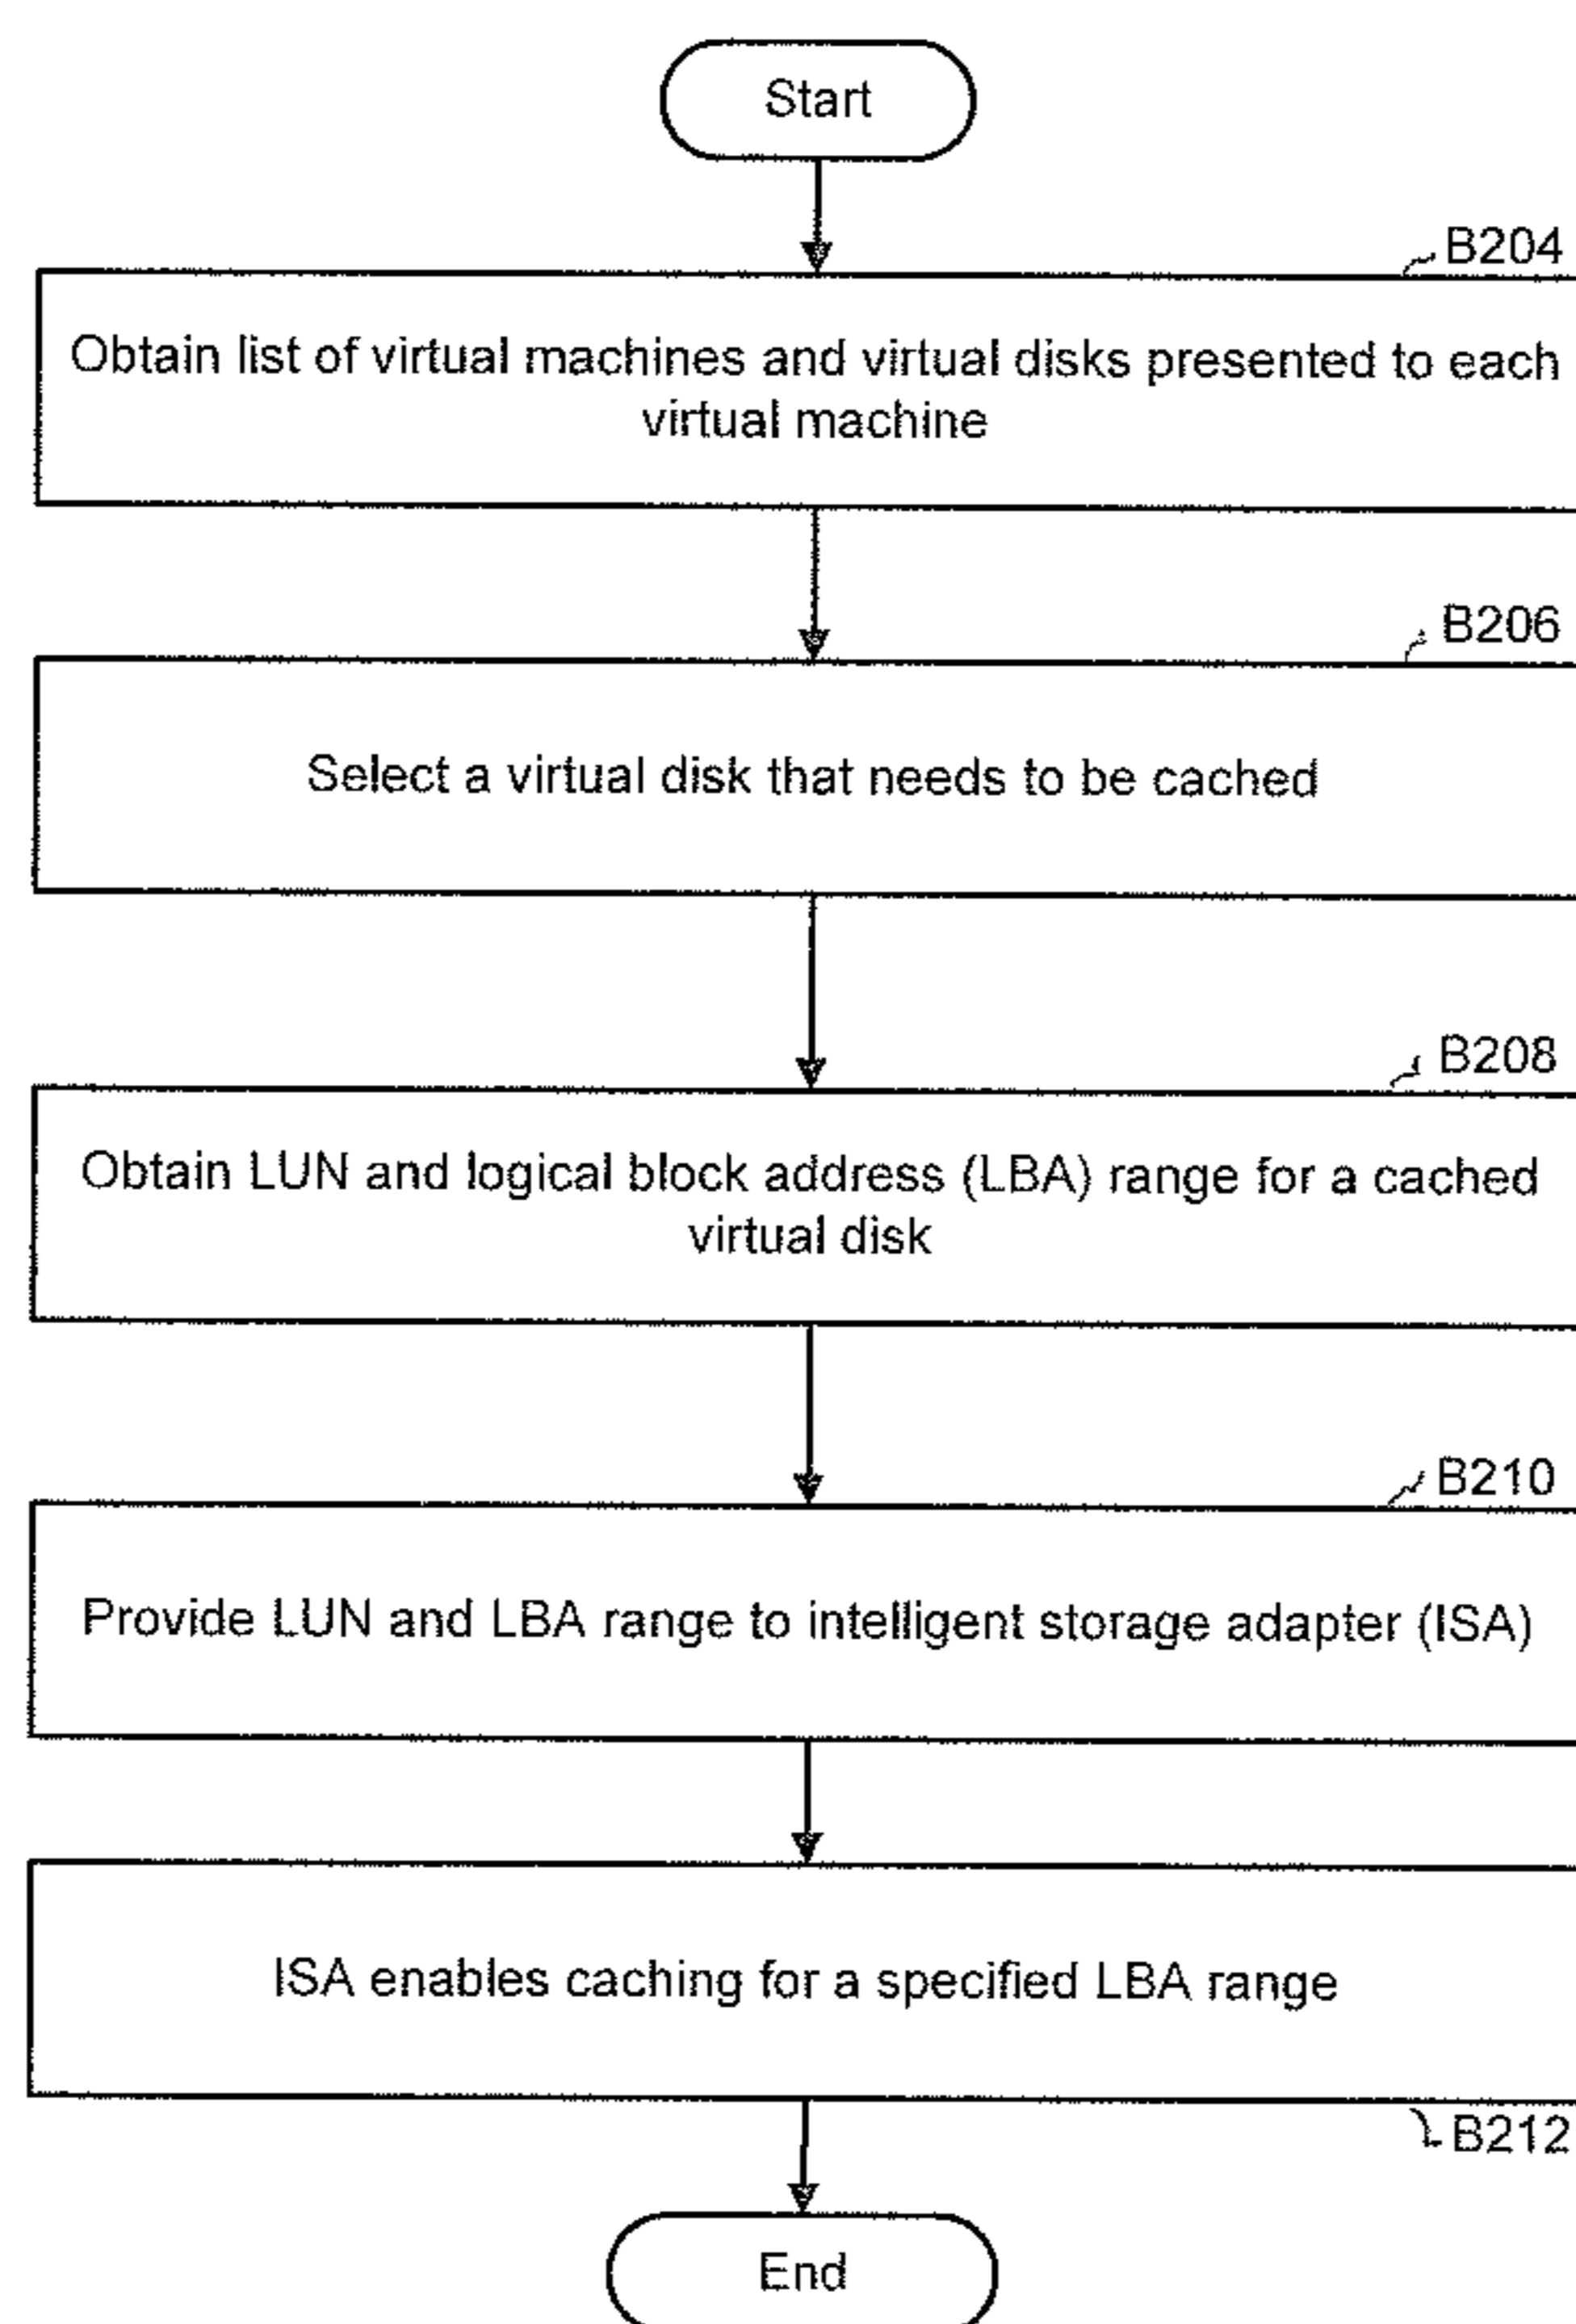 Start
B204
Obtain list of virtual machines and virtual disks presented to each
virtual machine
B206
Select a virtual disk that needs to be cached
B208
Obtain LUN and logical block address (LBA) range for a cached
virtual disk
B210
Provide LUN and LBA range to intelligent storage adapter (ISA)
ISA enables caching for a specified LBA range
B212
End